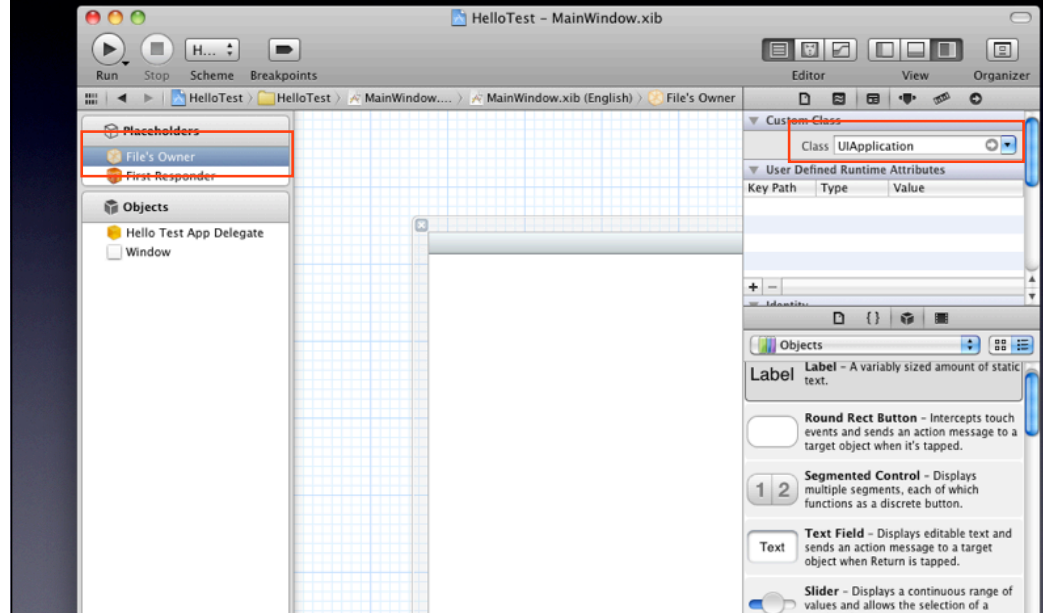 HelloTest – MainWindow.xib
H...
Run Stop Scheme Breakpoints
Editor View Organizer
HelloTest HelloTest MainWindow.... MainWindow.xib (English) File's Owner
Placeholders
File's Owner
First Responder
Objects
Hello Test App Delegate
Window
Custom Class
Class UIApplication
User Defined Runtime Attributes
Key Path Type Value
Identity
{}
Objects
Label
Label – A variably sized amount of static
text.
Round Rect Button – Intercepts touch
events and sends an action message to a
target object when it's tapped.
1 2
Segmented Control – Displays
multiple segments, each of which
functions as a discrete button.
Text
Text Field – Displays editable text and
sends an action message to a target
object when Return is tapped.
Slider – Displays a continuous range of
values and allows the selection of a